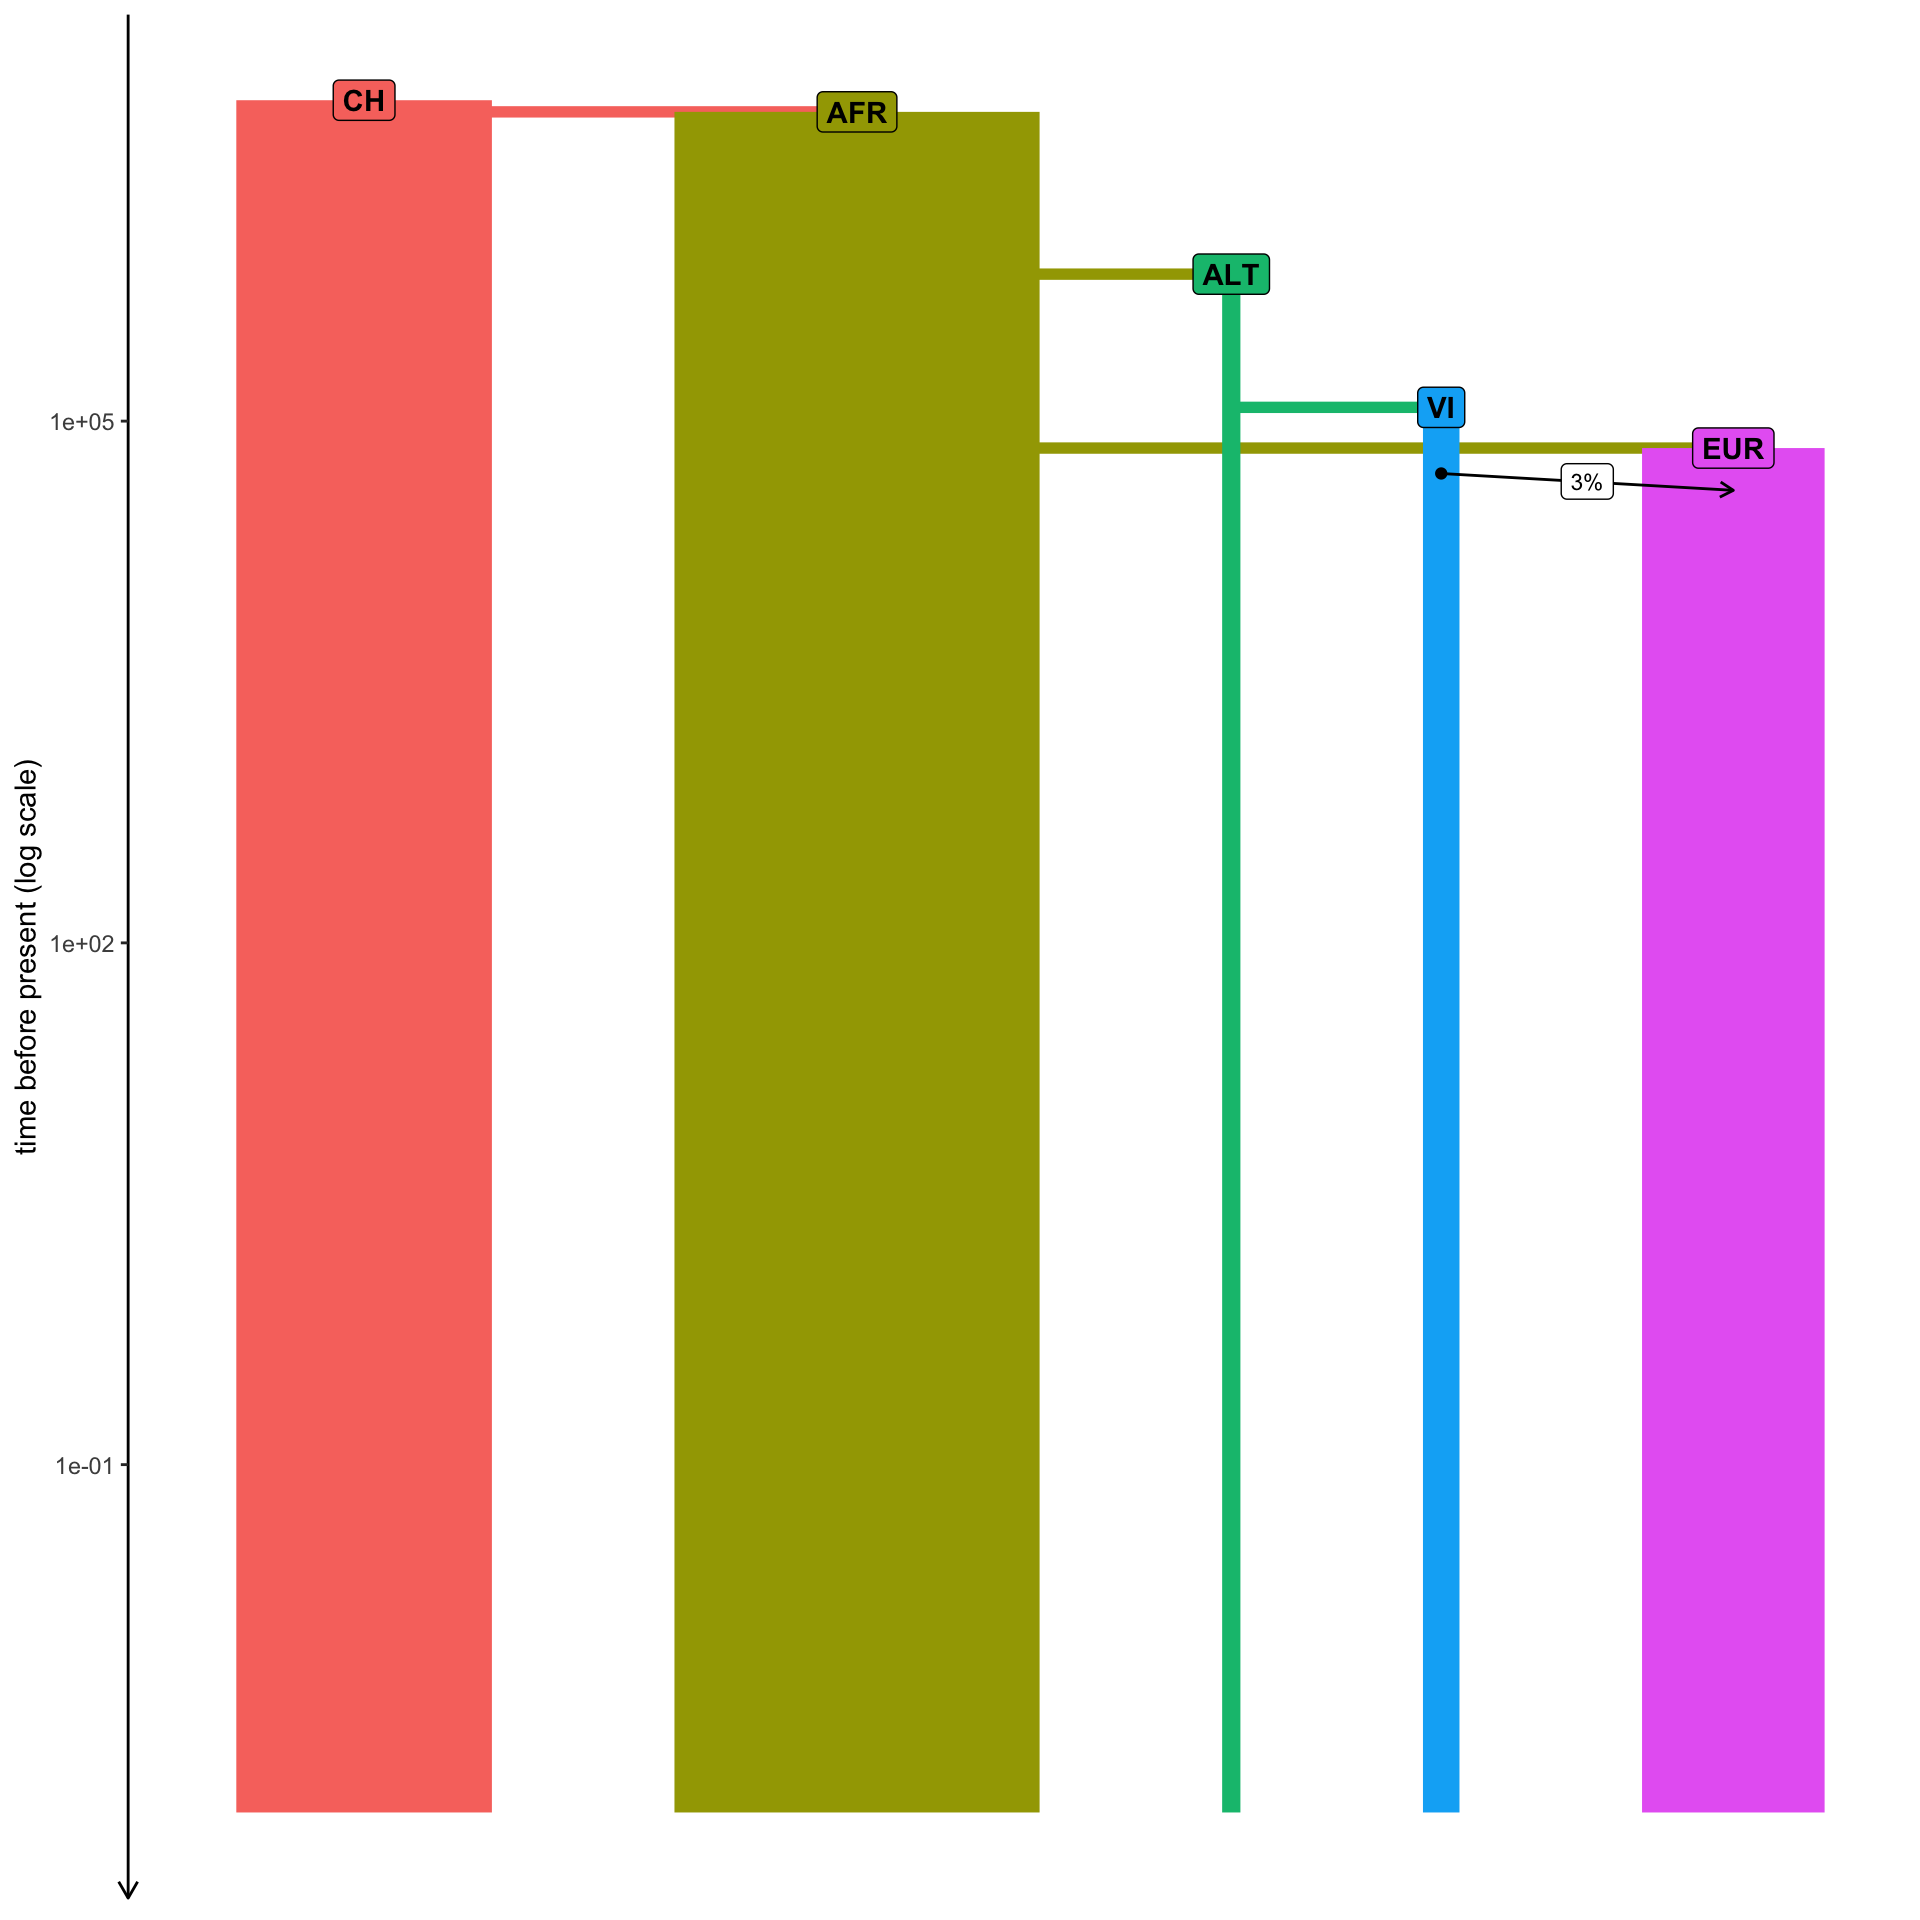 CH
AFR
ALT
VI
EUR
3%
1e+05
1e+02
1e-01
time before present (log scale)